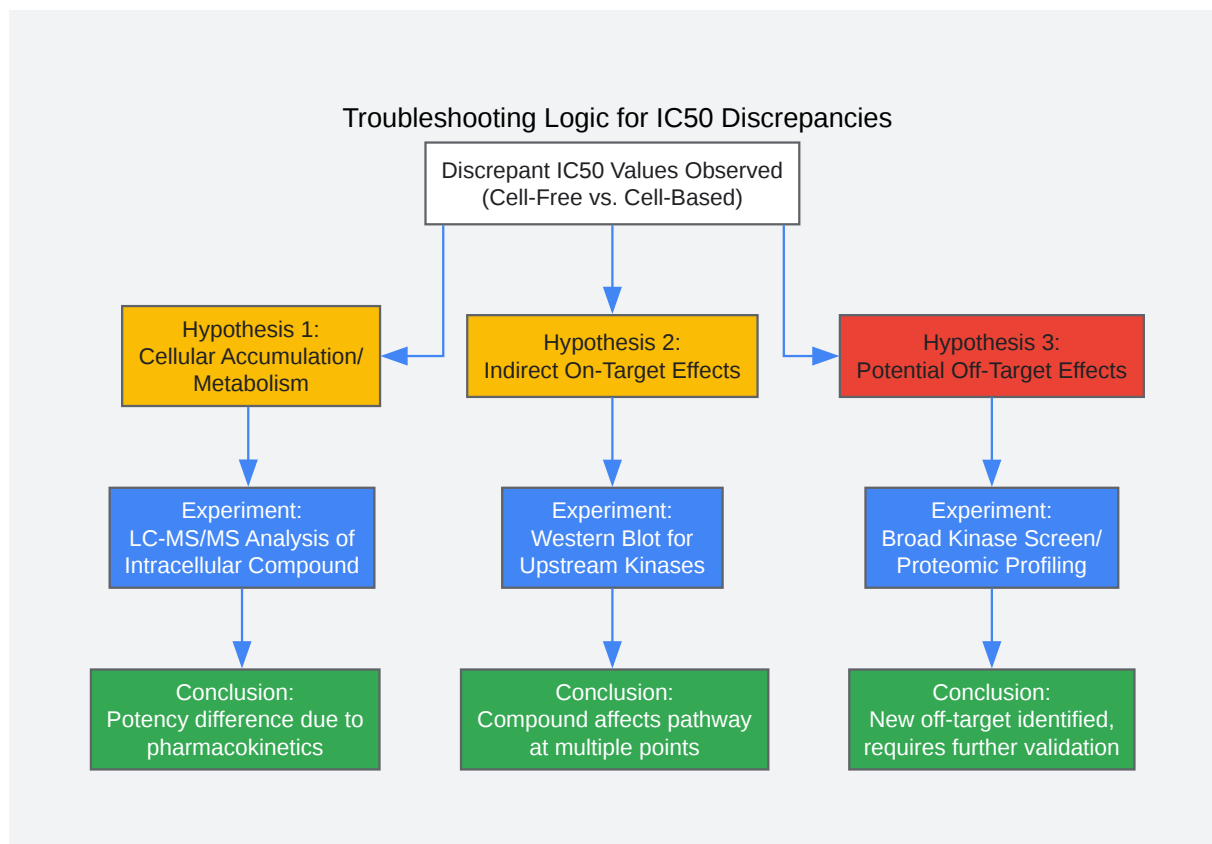 Troubleshooting Logic for IC50 Discrepancies
Discrepant IC50 Values Observed
(Cell-Free vs. Cell-Based)
Hypothesis 1:
Cellular Accumulation/
Metabolism
Hypothesis 2:
Indirect On-Target Effects
Hypothesis 3:
Potential Off-Target Effects
Experiment:
LC-MS/MS Analysis of
Intracellular Compound
Experiment:
Western Blot for
Upstream Kinases
Experiment:
Broad Kinase Screen/
Proteomic Profiling
Conclusion:
Potency difference due to
pharmacokinetics
Conclusion:
Compound affects pathway
at multiple points
Conclusion:
New off-target identified,
requires further validation